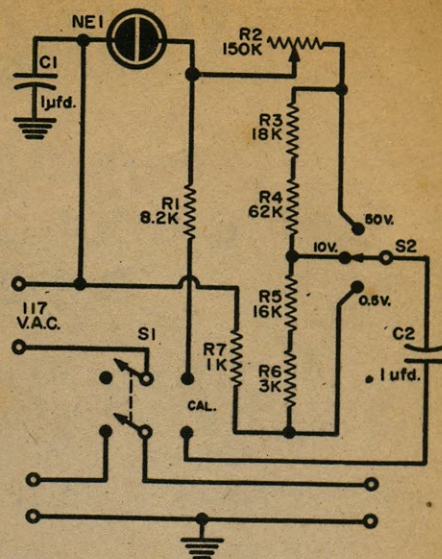 NE1
C1
1µfd.
R2
150K
R3
18K
R1
8.2K
R4
62K
50V.
10V.
S2
0.5V.
117
V.A.C.
S1
R7
1K
R5
16K
C2
1 µfd.
R6
3K
CAL.